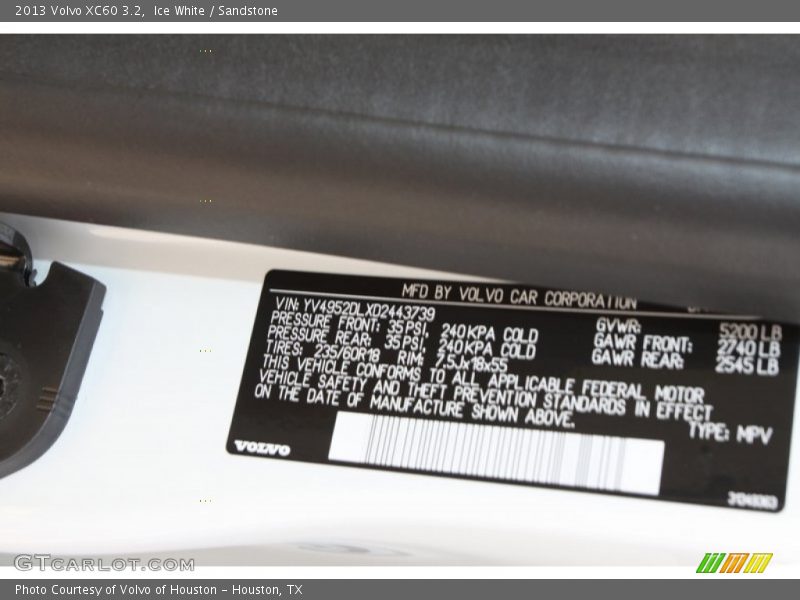 2013 Volvo XC60 3.2, Ice White / Sandstone
MFD BY VOLVO CAR CORPORATION
VIN: YV4952DLXD2443739
PRESSURE FRONT: 35 PSI, 240 KPA COLD
PRESSURE REAR: 35 PSI, 240 KPA COLD
TIRES: 235/60R18 RIM: 7,5Jx18x55
GVWR: 5200 LB
GAWR FRONT: 2740 LB
GAWR REAR: 2545 LB
THIS VEHICLE CONFORMS TO ALL APPLICABLE FEDERAL MOTOR
VEHICLE SAFETY AND THEFT PREVENTION STANDARDS IN EFFECT
ON THE DATE OF MANUFACTURE SHOWN ABOVE.
TYPE: MPV
VOLVO
GTCARLOT.COM
Photo Courtesy of Volvo of Houston – Houston, TX